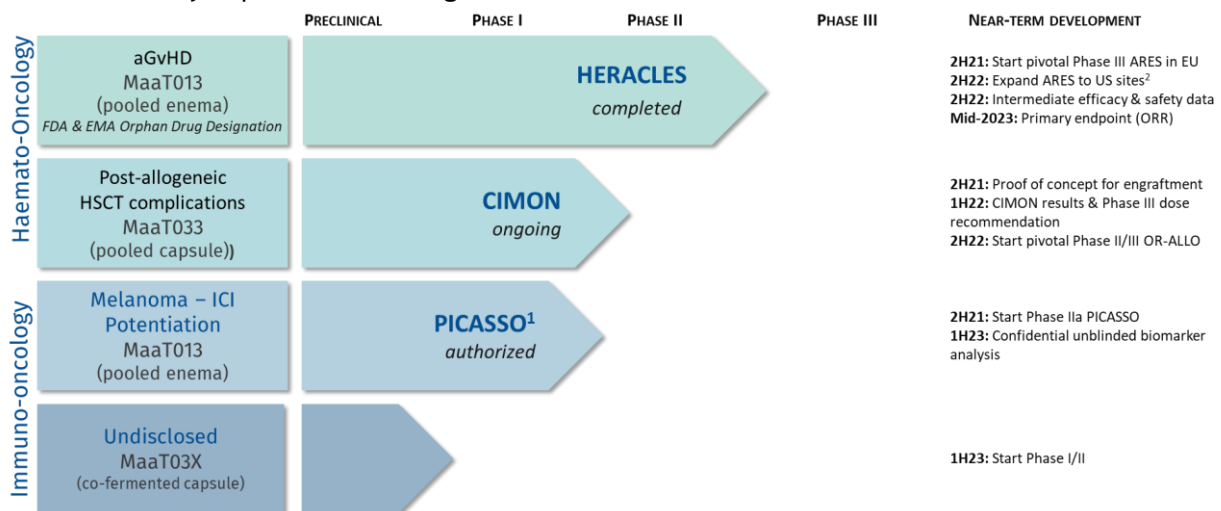 PRECLINICAL PHASE I PHASE II PHASE III NEAR-TERM DEVELOPMENT
Haemato-Oncology
aGvHD
MaaT013
(pooled enema)
FDA & EMA Orphan Drug Designation
HERACLES
completed
2H21: Start pivotal Phase III ARES in EU
2H22: Expand ARES to US sites²
2H22: Intermediate efficacy & safety data
Mid-2023: Primary endpoint (ORR)
Post-allogeneic
HSCT complications
MaaT033
(pooled capsule))
CIMON
ongoing
2H21: Proof of concept for engraftment
1H22: CIMON results & Phase III dose
recommendation
2H22: Start pivotal Phase II/III OR-ALLO
Immuno-oncology
Melanoma – ICI
Potentiation
MaaT013
(pooled enema)
PICASSO¹
authorized
2H21: Start Phase IIa PICASSO
1H23: Confidential unblinded biomarker
analysis
Undisclosed
MaaT03X
(co-fermented capsule)
1H23: Start Phase I/II